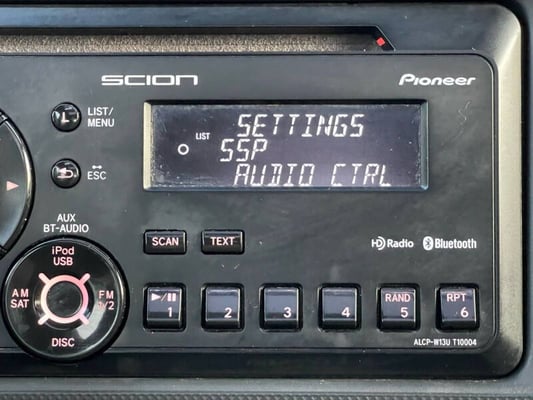 SCION
Pioneer
LIST/
MENU
LIST
SETTINGS
SSP
AUDIO CTRL
ESC
AUX
BT-AUDIO
iPod
USB
AM
SAT
FM
1/2
DISC
SCAN
TEXT
HD Radio
Bluetooth
1
2
3
4
RAND
5
RPT
6
ALCP-W13U T10004